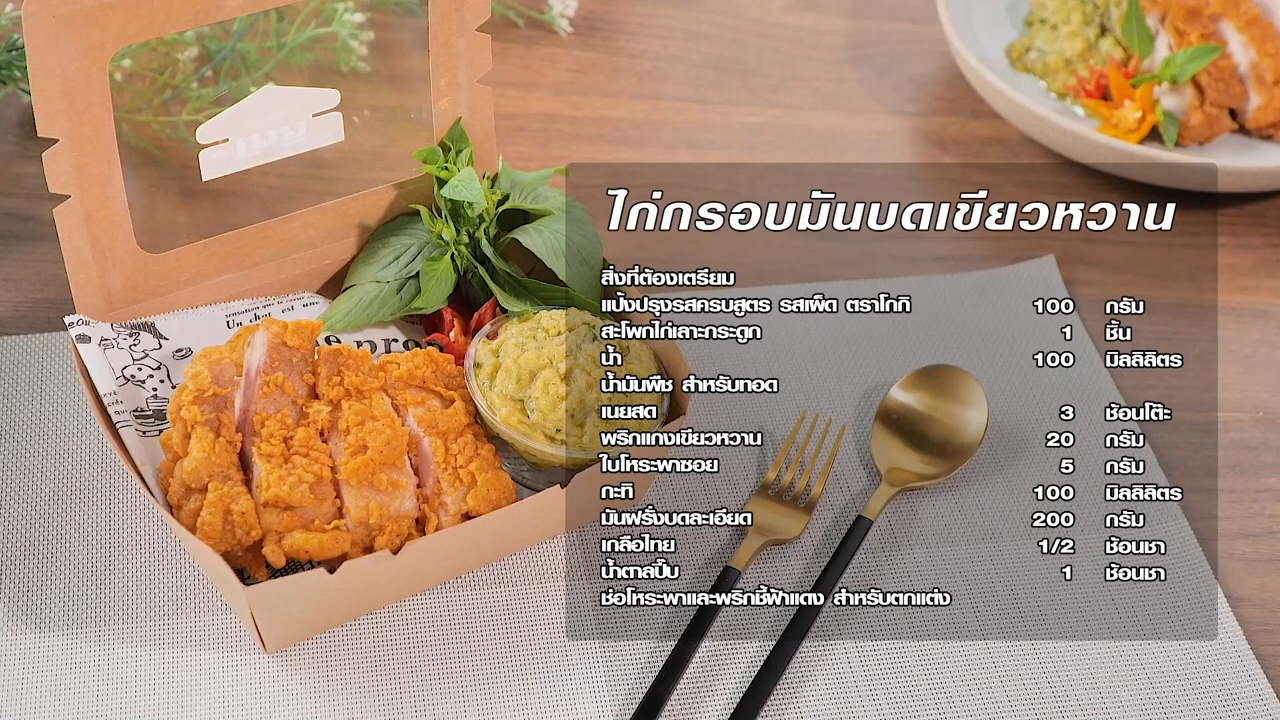 ไก่กรอบมันบดเขียวหวาน
สิ่งที่ต้องเตรียม
แป้งปรุงรสครบสูตร รสเผ็ด ตราโกกิ 100 กรัม
สะโพกไก่เลาะกระดูก 1 ชิ้น
น้ำ 100 มิลลิลิตร
น้ำมันพืช สำหรับทอด
เนยสด 3 ช้อนโต๊ะ
พริกแกงเขียวหวาน 20 กรัม
ใบโหระพาซอย 5 กรัม
กะทิ 100 มิลลิลิตร
มันฝรั่งบดละเอียด 200 กรัม
เกลือไทย 1/2 ช้อนชา
น้ำตาลปี๊บ 1 ช้อนชา
ช่อโหระพาและพริกชี้ฟ้าแดง สำหรับตกแต่ง
sensation que le
Un chat est une